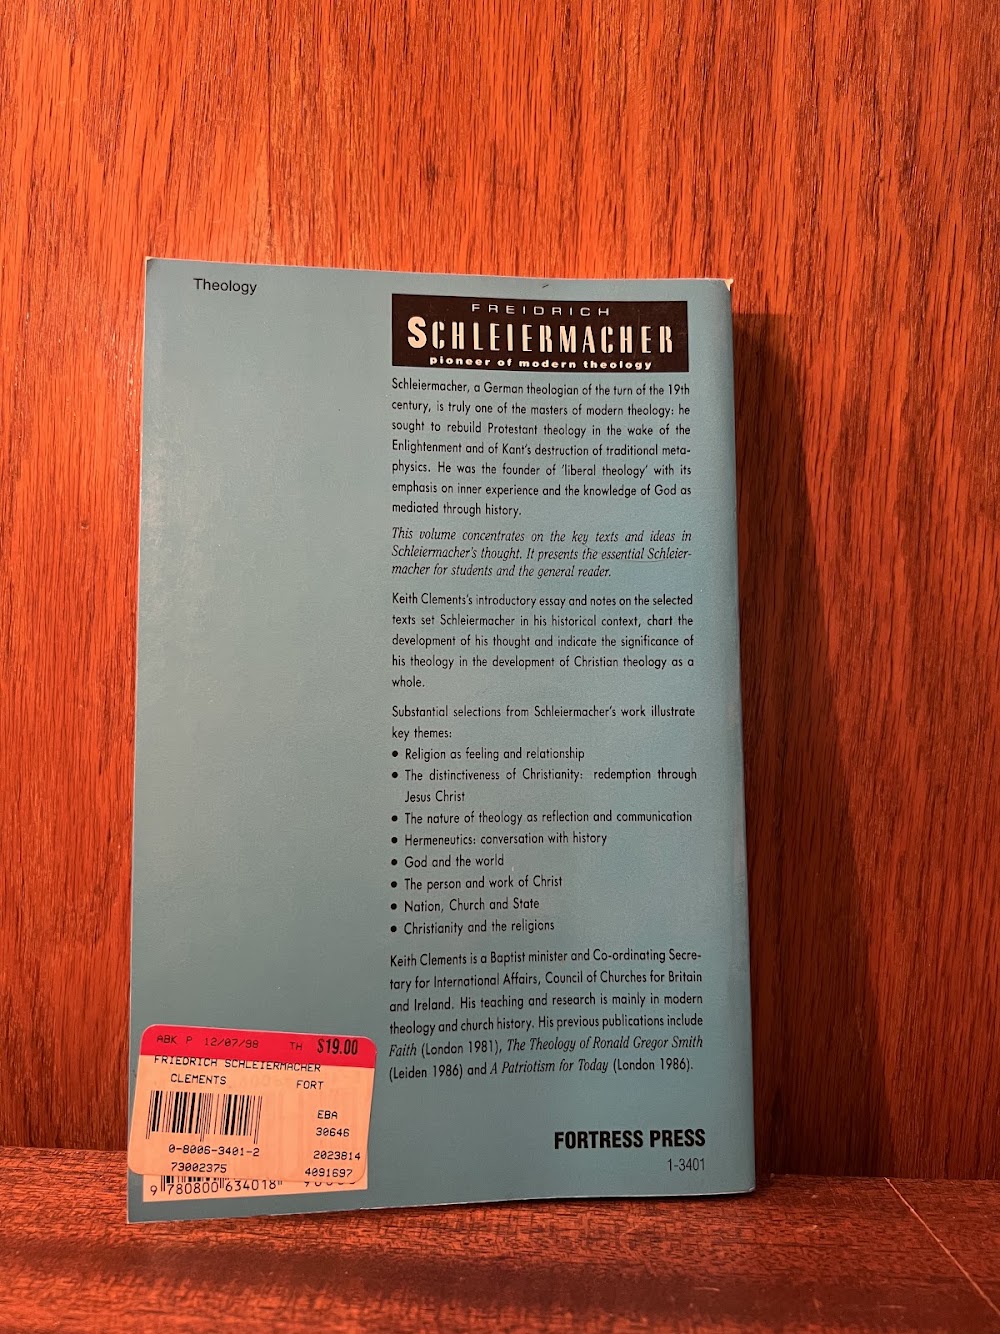 Theology
FREIDRICH
SCHLEIERMACHER
pioneer of modern theology
Schleiermacher, a German theologian of the turn of the 19th
century, is truly one of the masters of modern theology: he
sought to rebuild Protestant theology in the wake of the
Enlightenment and of Kant's destruction of traditional meta-
physics. He was the founder of 'liberal theology' with its
emphasis on inner experience and the knowledge of God as
mediated through history.
This volume concentrates on the key texts and ideas in
Schleiermacher's thought. It presents the essential Schleier-
macher for students and the general reader.
Keith Clements's introductory essay and notes on the selected
texts set Schleiermacher in his historical context, chart the
development of his thought and indicate the significance of
his theology in the development of Christian theology as a
whole.
Substantial selections from Schleiermacher's work illustrate
key themes:
• Religion as feeling and relationship
• The distinctiveness of Christianity: redemption through
Jesus Christ
• The nature of theology as reflection and communication
• Hermeneutics: conversation with history
• God and the world
• The person and work of Christ
• Nation, Church and State
• Christianity and the religions
Keith Clements is a Baptist minister and Co-ordinating Secre-
tary for International Affairs, Council of Churches for Britain
and Ireland. His teaching and research is mainly in modern
theology and church history. His previous publications include
Faith (London 1981), The Theology of Ronald Gregor Smith
(Leiden 1986) and A Patriotism for Today (London 1986).
FORTRESS PRESS
1-3401
ABK P 12/07/98 TH $19.00
FRIEDRICH SCHLEIERMACHER
CLEMENTS FORT
EBA
30646
0-8006-3401-2 2023814
73002375 4091697
9 780800 634018